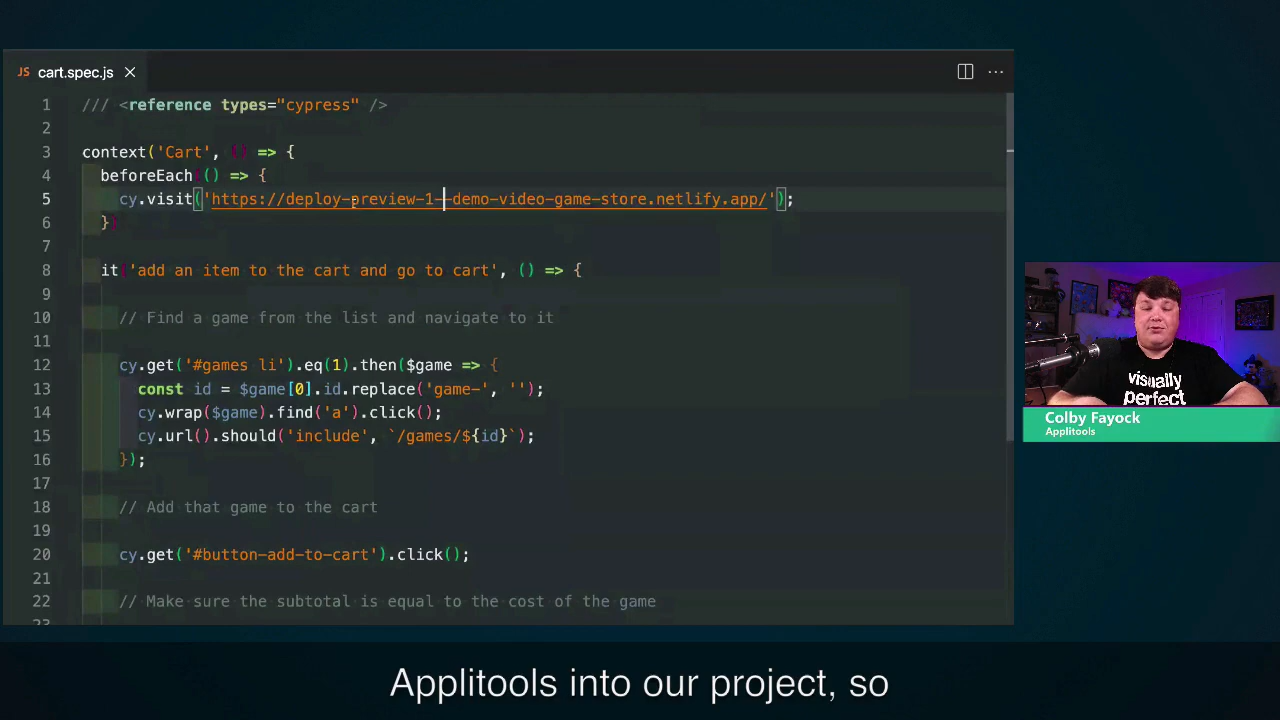 JS cart.spec.js
1 /// <reference types="cypress" />
2
3 context('Cart', () => {
4 beforeEach(() => {
5 cy.visit('https://deploy-preview-1--demo-video-game-store.netlify.app/');
6 })
7
8 it('add an item to the cart and go to cart', () => {
9
10 // Find a game from the list and navigate to it
11
12 cy.get('#games li').eq(1).then($game => {
13 const id = $game[0].id.replace('game-', '');
14 cy.wrap($game).find('a').click();
15 cy.url().should('include', `/games/${id}`);
16 });
17
18 // Add that game to the cart
19
20 cy.get('#button-add-to-cart').click();
21
22 // Make sure the subtotal is equal to the cost of the game
23
visually
perfect
Colby Fayock
Applitools
Applitools into our project, so